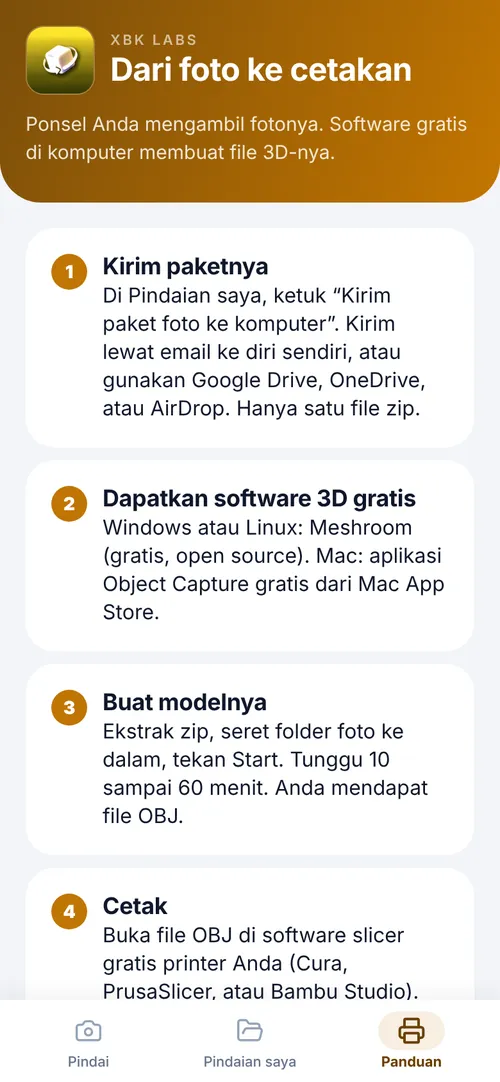 XBK LABS
Dari foto ke cetakan
Ponsel Anda mengambil fotonya. Software gratis
di komputer membuat file 3D-nya.
1
Kirim paketnya
Di Pindaian saya, ketuk “Kirim
paket foto ke komputer”. Kirim
lewat email ke diri sendiri, atau
gunakan Google Drive, OneDrive,
atau AirDrop. Hanya satu file zip.
2
Dapatkan software 3D gratis
Windows atau Linux: Meshroom
(gratis, open source). Mac: aplikasi
Object Capture gratis dari Mac App
Store.
3
Buat modelnya
Ekstrak zip, seret folder foto ke
dalam, tekan Start. Tunggu 10
sampai 60 menit. Anda mendapat
file OBJ.
4
Cetak
Buka file OBJ di software slicer
gratis printer Anda (Cura,
PrusaSlicer, atau Bambu Studio).
Pindai
Pindaian saya
Panduan